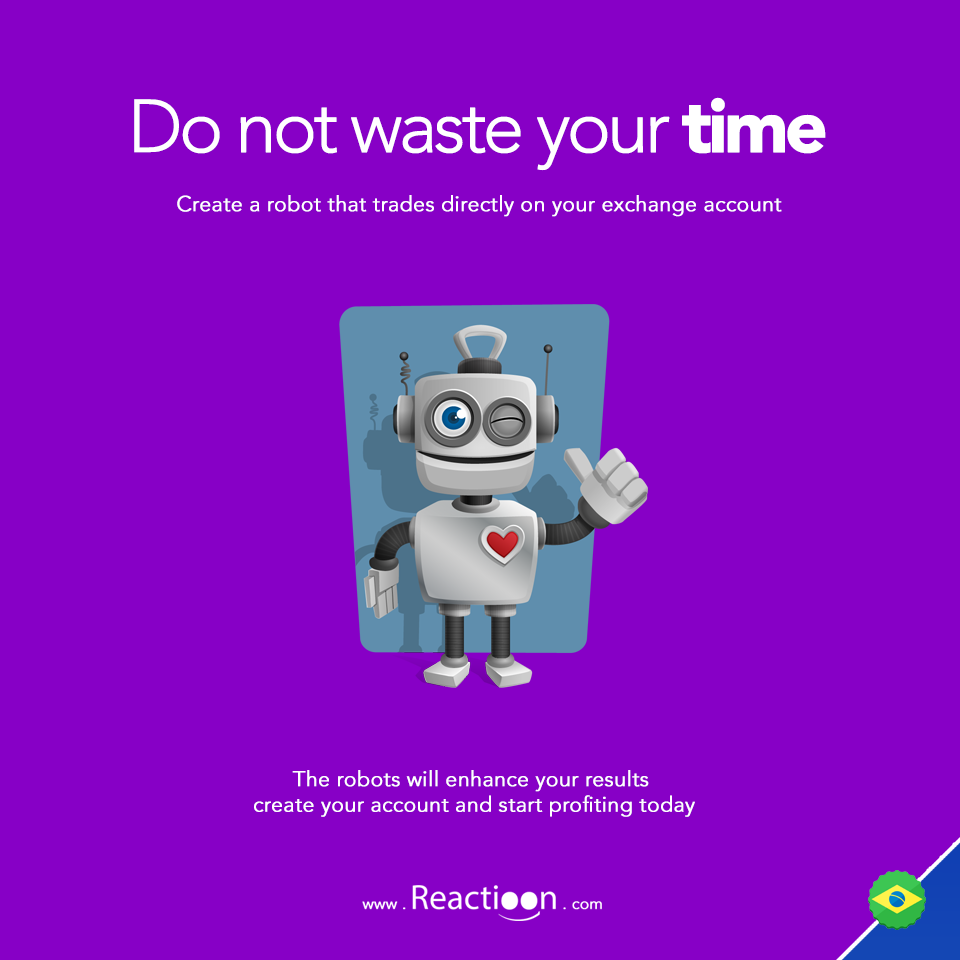 Do not waste your time
Create a robot that trades directly on your exchange account
The robots will enhance your results
create your account and start profiting today
www . Reactioon . com